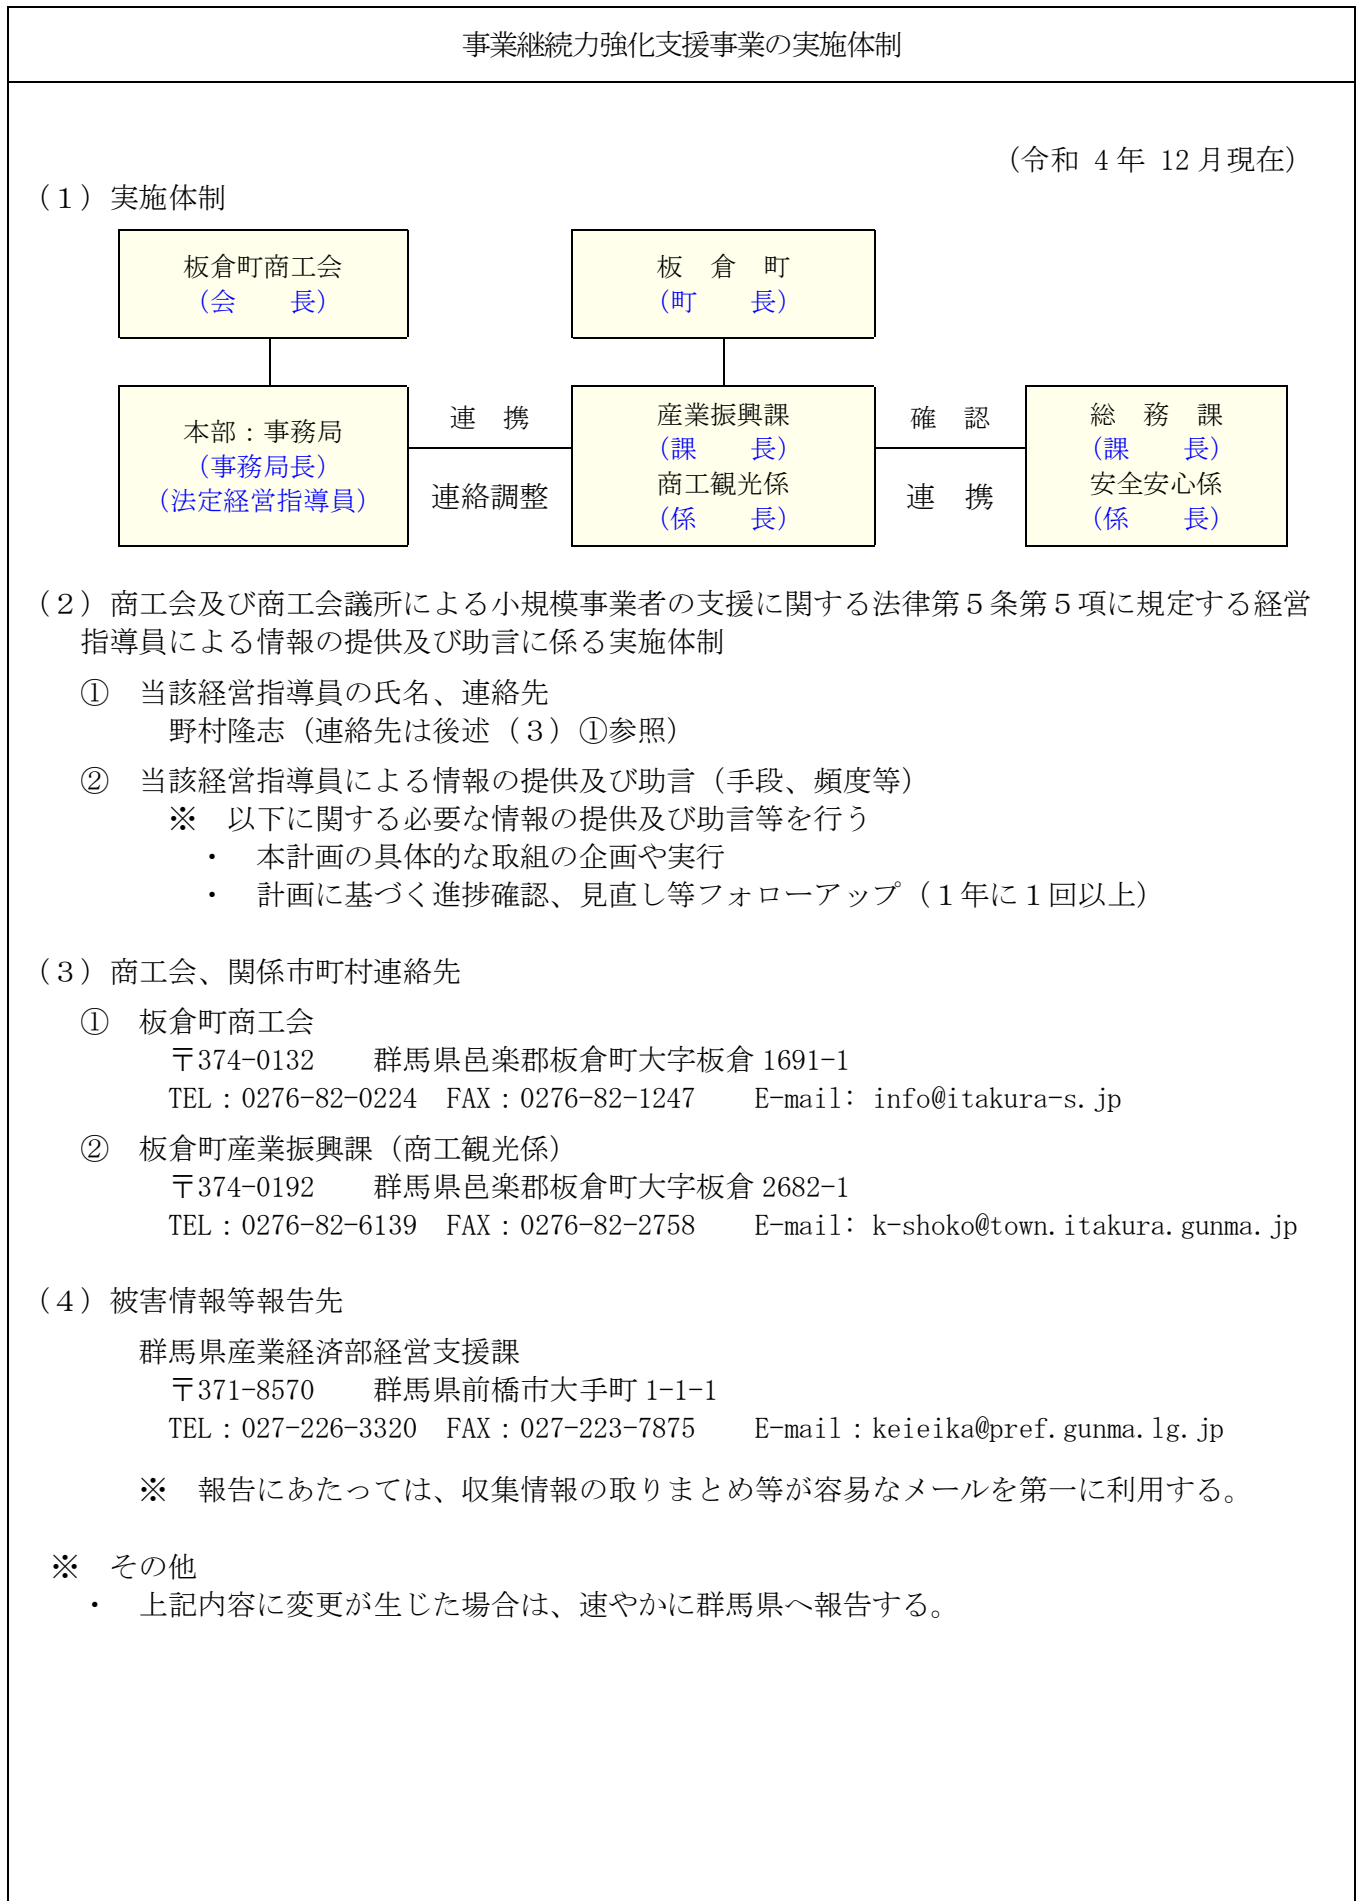 事業継続力強化支援事業の実施体制
（令和 4 年 12 月現在）
（１）実施体制
板倉町商工会
（会　　長）
板　倉　町
（町　　長）
本部：事務局
（事務局長）
（法定経営指導員）
連　携
連絡調整
産業振興課
（課　　長）
商工観光係
（係　　長）
確　認
連　携
総　務　課
（課　　長）
安全安心係
（係　　長）
（２）商工会及び商工会議所による小規模事業者の支援に関する法律第５条第５項に規定する経営
指導員による情報の提供及び助言に係る実施体制
①　当該経営指導員の氏名、連絡先
野村隆志（連絡先は後述（３）①参照）
②　当該経営指導員による情報の提供及び助言（手段、頻度等）
※　以下に関する必要な情報の提供及び助言等を行う
・　本計画の具体的な取組の企画や実行
・　計画に基づく進捗確認、見直し等フォローアップ（１年に１回以上）
（３）商工会、関係市町村連絡先
①　板倉町商工会
〒374-0132　　群馬県邑楽郡板倉町大字板倉 1691-1
TEL：0276-82-0224　FAX：0276-82-1247　　E-mail: info@itakura-s.jp
②　板倉町産業振興課（商工観光係）
〒374-0192　　群馬県邑楽郡板倉町大字板倉 2682-1
TEL：0276-82-6139　FAX：0276-82-2758　　E-mail: k-shoko@town.itakura.gunma.jp
（４）被害情報等報告先
群馬県産業経済部経営支援課
〒371-8570　　群馬県前橋市大手町 1-1-1
TEL：027-226-3320　FAX：027-223-7875　　E-mail：keieika@pref.gunma.lg.jp
※　報告にあたっては、収集情報の取りまとめ等が容易なメールを第一に利用する。
※　その他
・　上記内容に変更が生じた場合は、速やかに群馬県へ報告する。